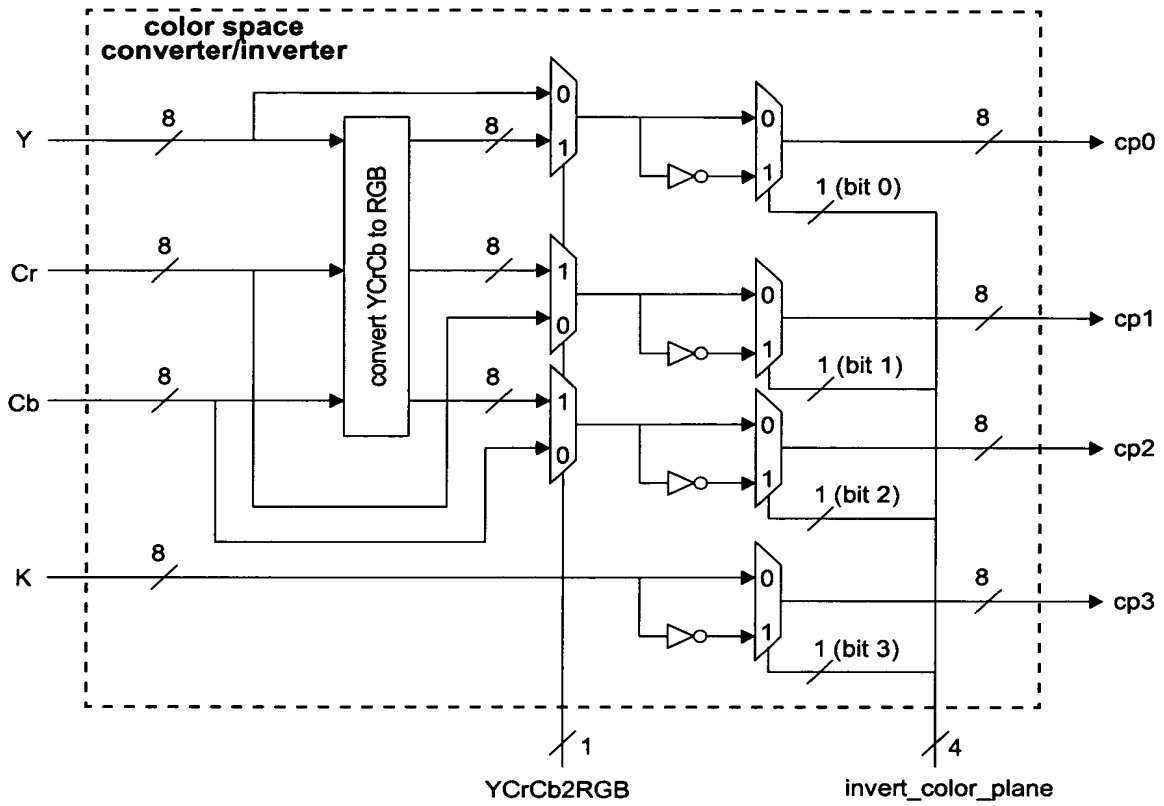 color space
converter/inverter
8
0
0
8
Y
8
8
1
1
cp0
convert YCrCb to RGB
1 (bit 0)
8
8
1
0
8
Cr
0
1
cp1
8
8
1 (bit 1)
Cb
1
0
8
0
1
cp2
1 (bit 2)
8
K
0
8
1
cp3
1 (bit 3)
1
4
YCrCb2RGB
invert_color_plane